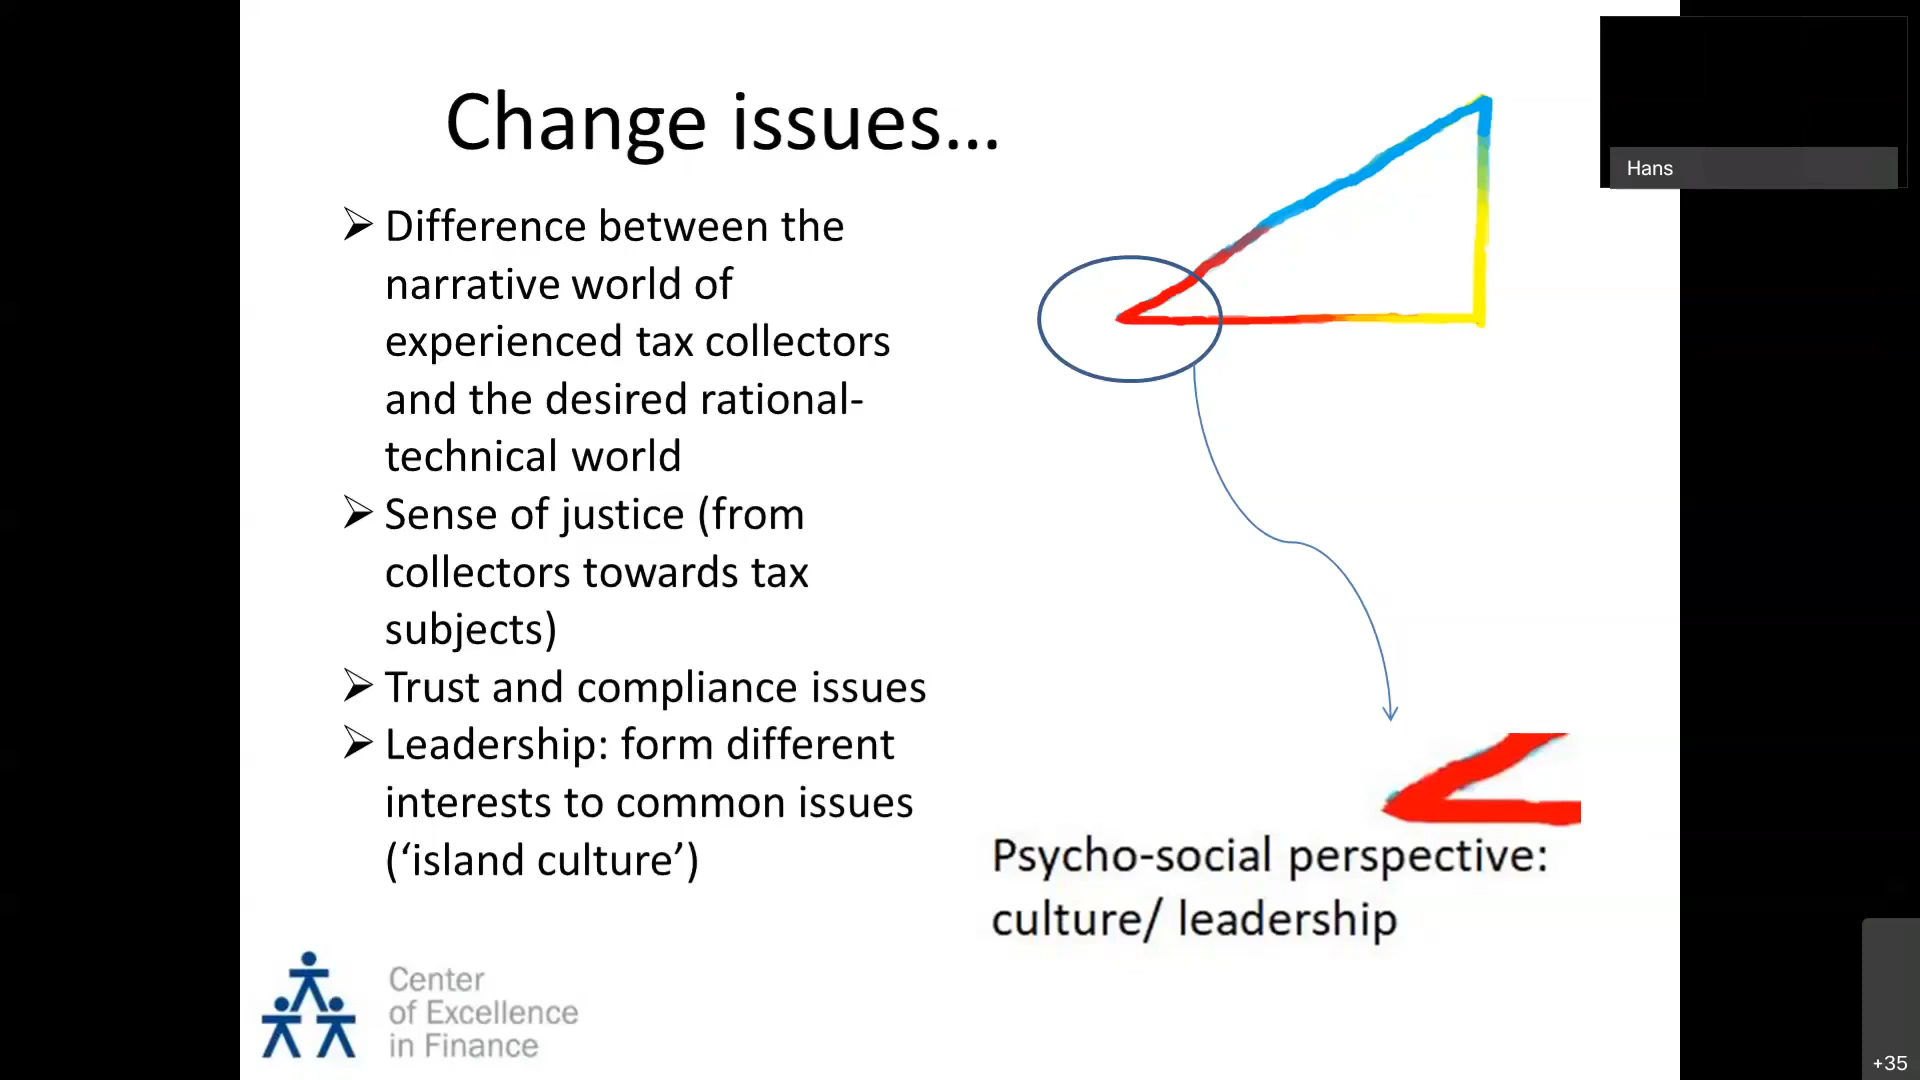 Change issues...
Hans
➢ Difference between the
narrative world of
experienced tax collectors
and the desired rational-
technical world
➢ Sense of justice (from
collectors towards tax
subjects)
➢ Trust and compliance issues
➢ Leadership: form different
interests to common issues
(‘island culture’)
Psycho-social perspective:
culture/ leadership
Center
of Excellence
in Finance
+35